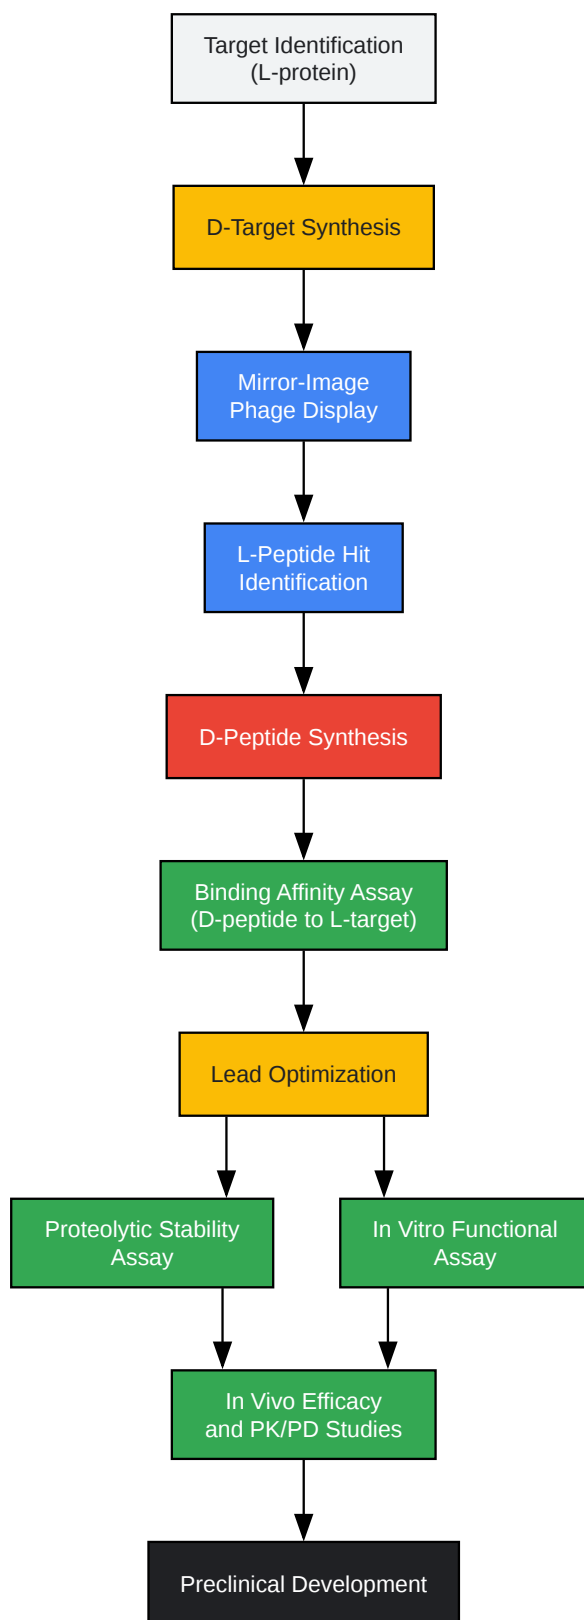 Target Identification
(L-protein)
D-Target Synthesis
Mirror-Image
Phage Display
L-Peptide Hit
Identification
D-Peptide Synthesis
Binding Affinity Assay
(D-peptide to L-target)
Lead Optimization
Proteolytic Stability
Assay
In Vitro Functional
Assay
In Vivo Efficacy
and PK/PD Studies
Preclinical Development